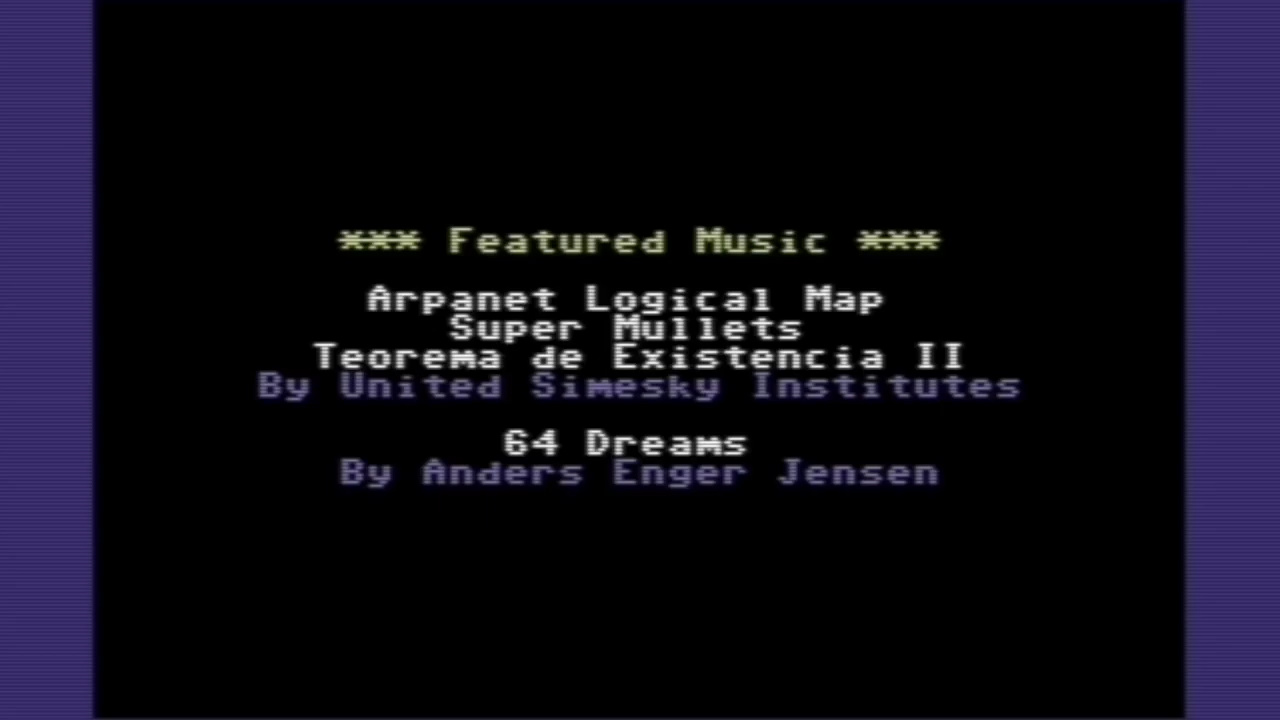 *** Featured Music ***
Arpanet Logical Map
Super Mullets
Teorema de Existencia II
By United Simesky Institutes
64 Dreams
By Anders Enger Jensen